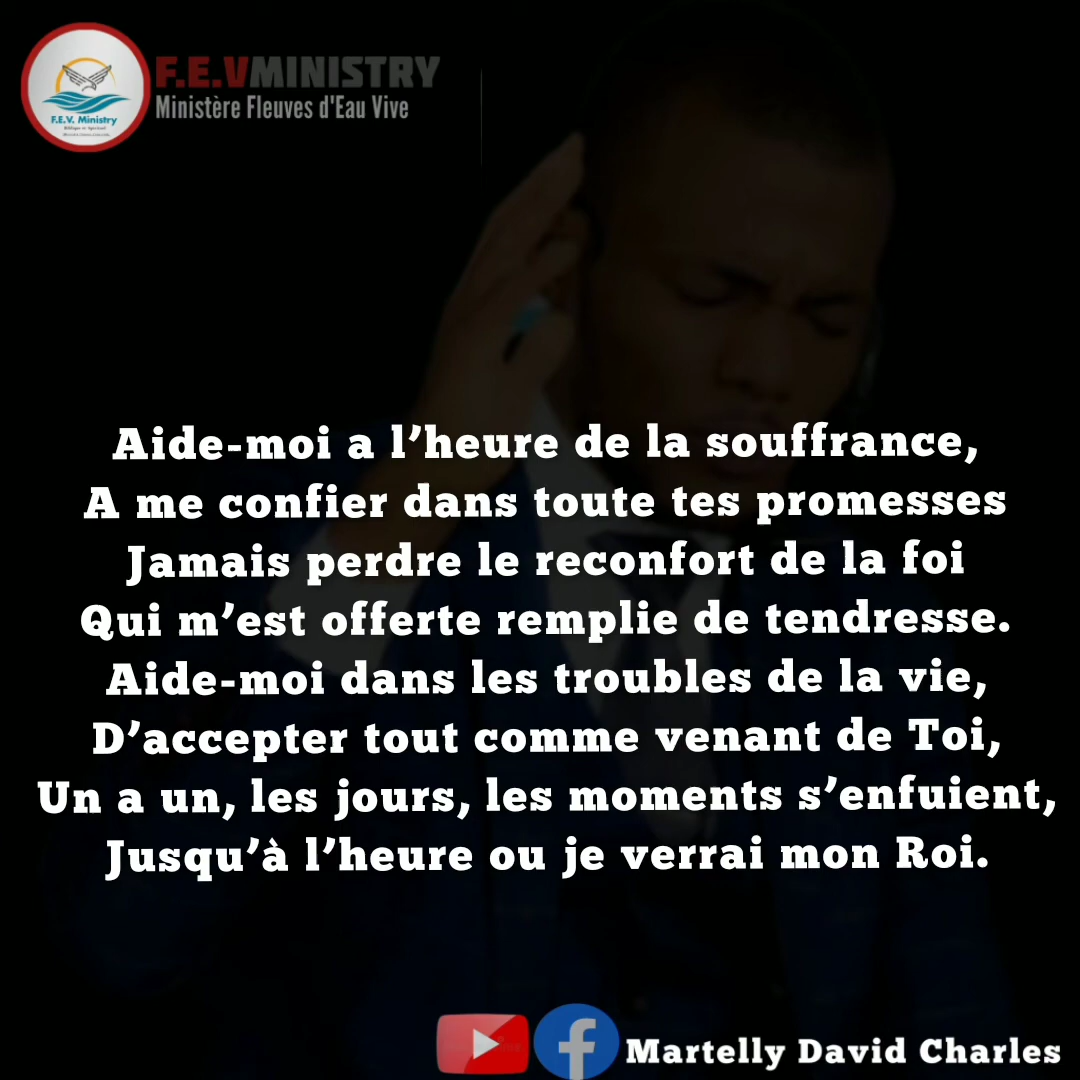 F.E.VMINISTRY
Ministère Fleuves d'Eau Vive
F.E.V. Ministry
Aide-moi a l’heure de la souffrance,
A me confier dans toute tes promesses
Jamais perdre le reconfort de la foi
Qui m’est offerte remplie de tendresse.
Aide-moi dans les troubles de la vie,
D’accepter tout comme venant de Toi,
Un a un, les jours, les moments s’enfuient,
Jusqu’à l’heure ou je verrai mon Roi.
Martelly David Charles